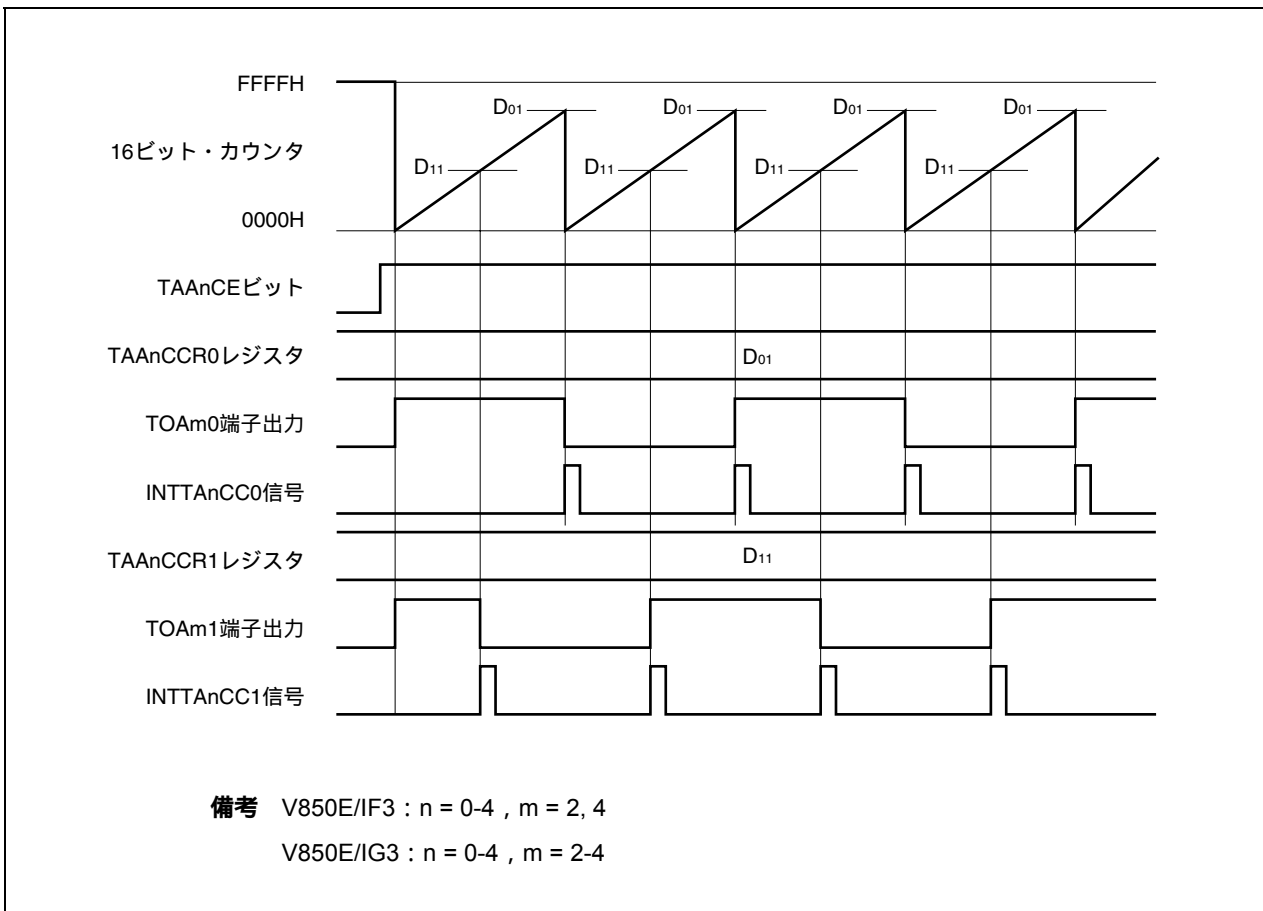 FFFFH
D01 D01 D01 D01
16ビット・カウンタ
D11 D11 D11 D11
0000H
TAAnCEビット
TAAnCCR0レジスタ D01
TOAm0端子出力
INTTAnCC0信号
TAAnCCR1レジスタ D11
TOAm1端子出力
INTTAnCC1信号
備考 V850E/IF3：n = 0-4 , m = 2, 4
V850E/IG3：n = 0-4 , m = 2-4